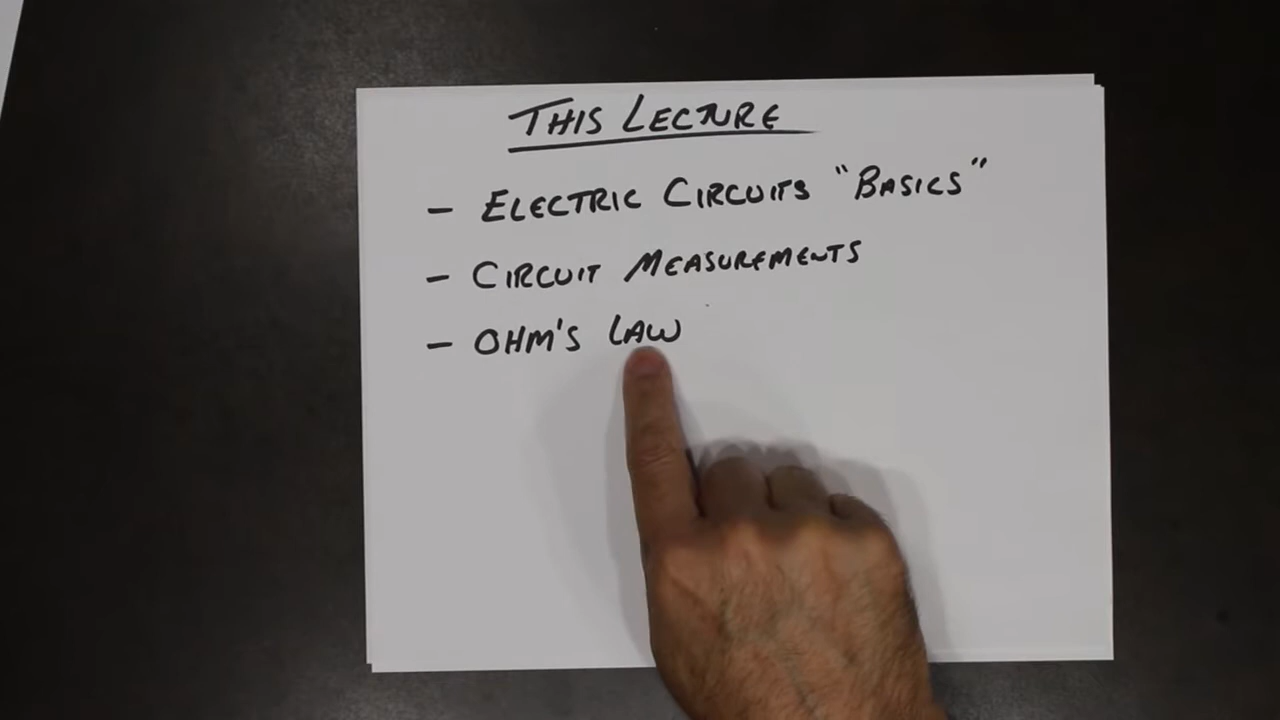 THIS LECTURE
- ELECTRIC CIRCUITS "BASICS"
- CIRCUIT MEASUREMENTS
- OHM'S LAW